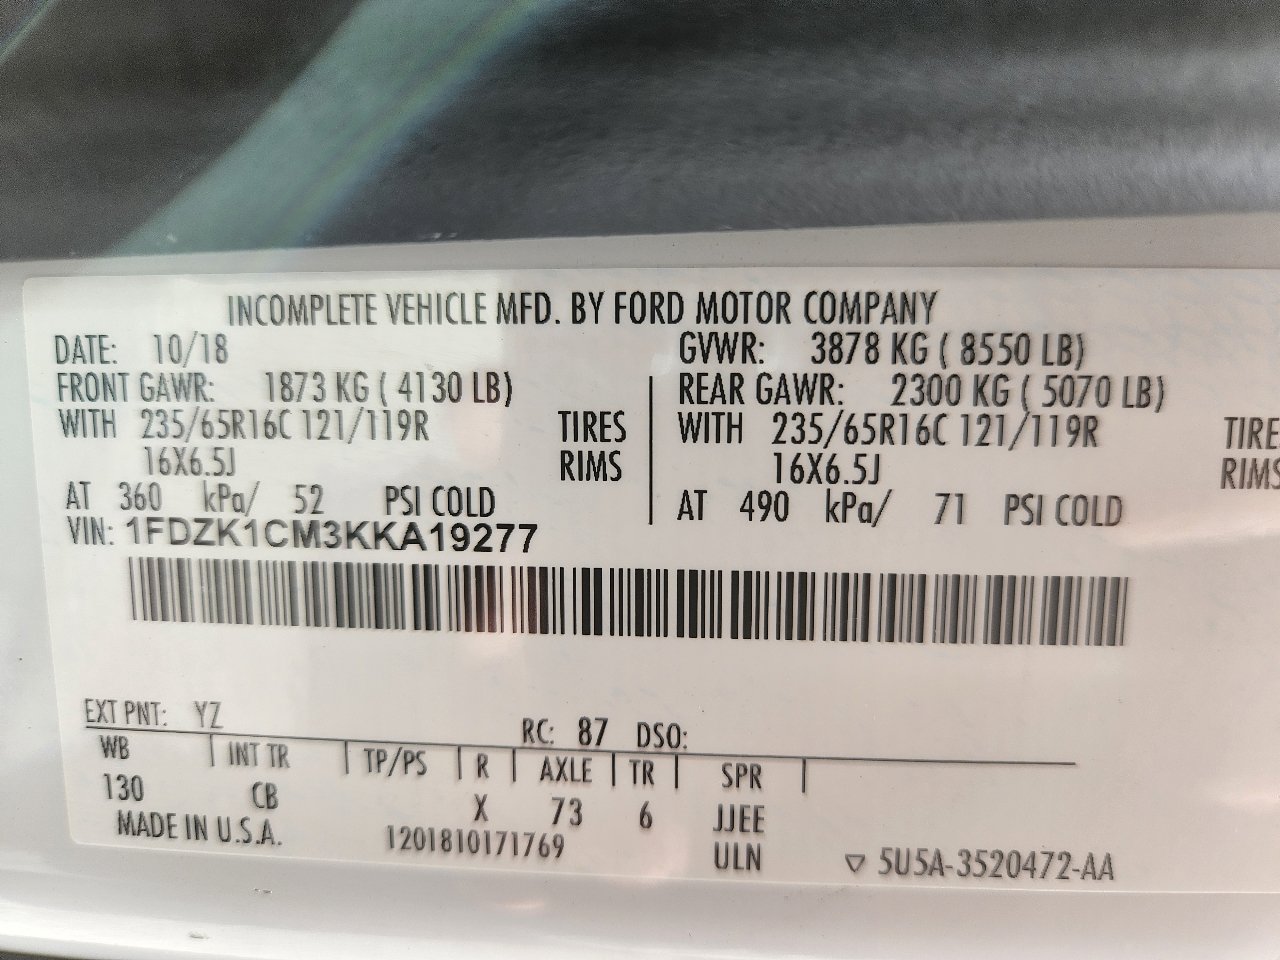 INCOMPLETE VEHICLE MFD. BY FORD MOTOR COMPANY
DATE: 10/18 GVWR: 3878 KG ( 8550 LB)
FRONT GAWR: 1873 KG ( 4130 LB) REAR GAWR: 2300 KG ( 5070 LB)
WITH 235/65R16C 121/119R TIRES WITH 235/65R16C 121/119R TIRE
16X6.5J RIMS 16X6.5J RIMS
AT 360 kPa/ 52 PSI COLD AT 490 kPa/ 71 PSI COLD
VIN: 1FDZK1CM3KKA19277
EXT PNT: YZ RC: 87 DSO:
WB INT TR TP/PS R AXLE TR SPR
130 CB X 73 6 JJEE
MADE IN U.S.A. 1201810171769 ULN ▽ 5U5A-3520472-AA